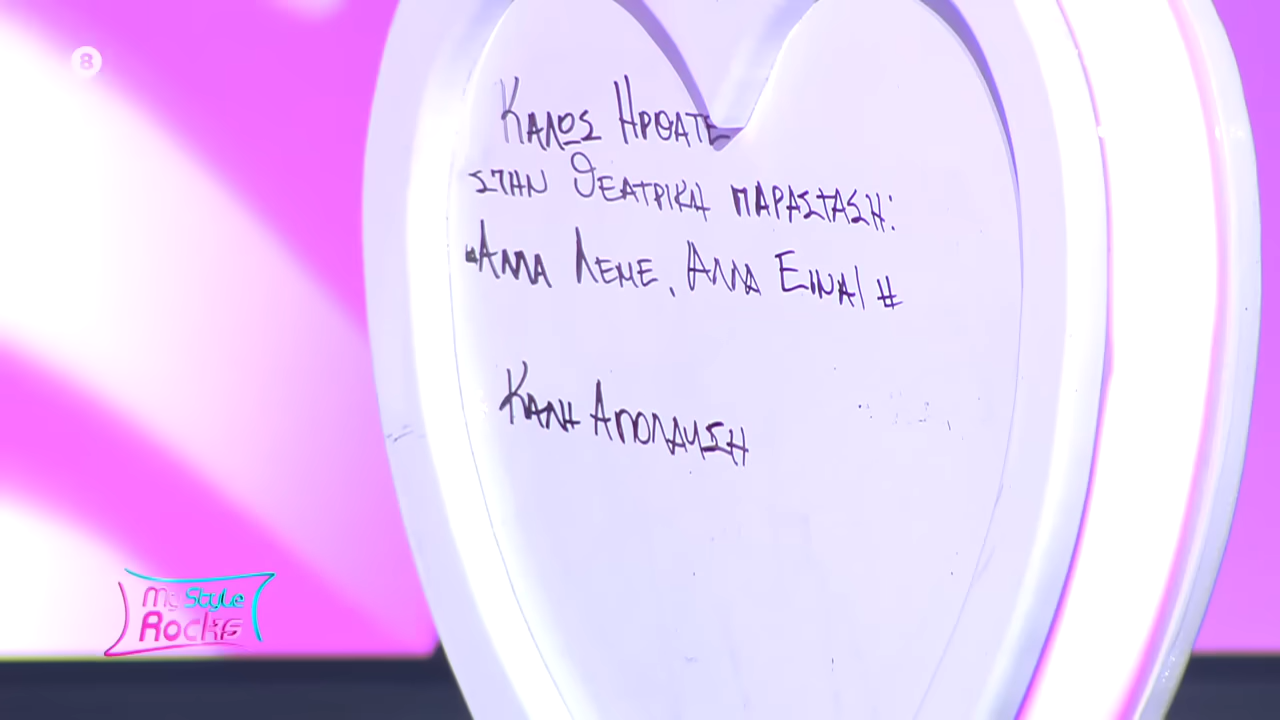 8
ΚΑΛΩΣ ΗΡΘΑΤΕ
ΣΤΗΝ ΘΕΑΤΡΙΚΗ ΠΑΡΑΣΤΑΣΗ:
"ΑΛΛΑ ΛΕΜΕ, ΑΛΛΑ ΕΙΝΑΙ #
ΚΑΛΗ ΑΠΟΛΑΥΣΗ
My Style
Rocks